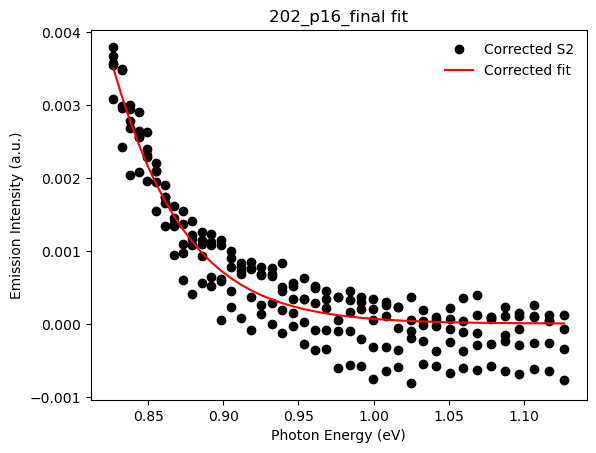 202_p16_final fit
Corrected S2
Corrected fit
Emission Intensity (a.u.)
0.004
0.003
0.002
0.001
0.000
−0.001
0.85 0.90 0.95 1.00 1.05 1.10
Photon Energy (eV)